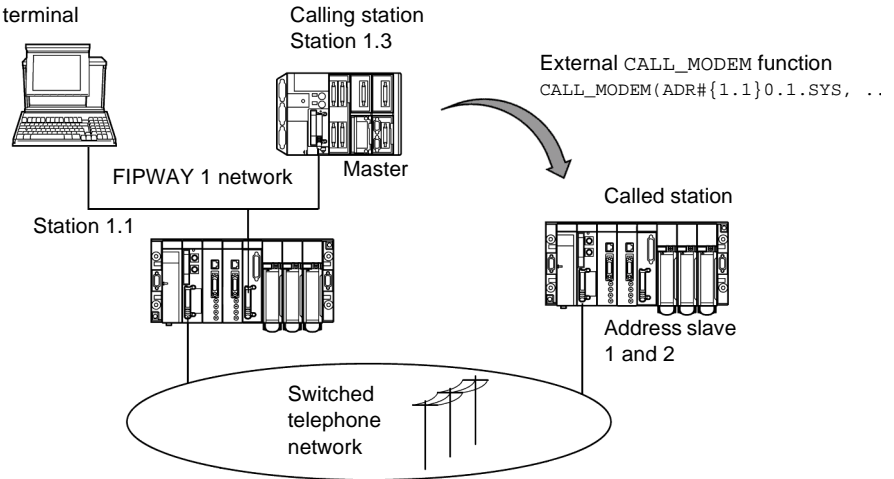 terminal
Calling station
Station 1.3
External CALL_MODEM function
CALL_MODEM(ADR#{1.1}0.1.SYS, ..
FIPWAY 1 network
Master
Called station
Station 1.1
Address slave
1 and 2
Switched
telephone
network